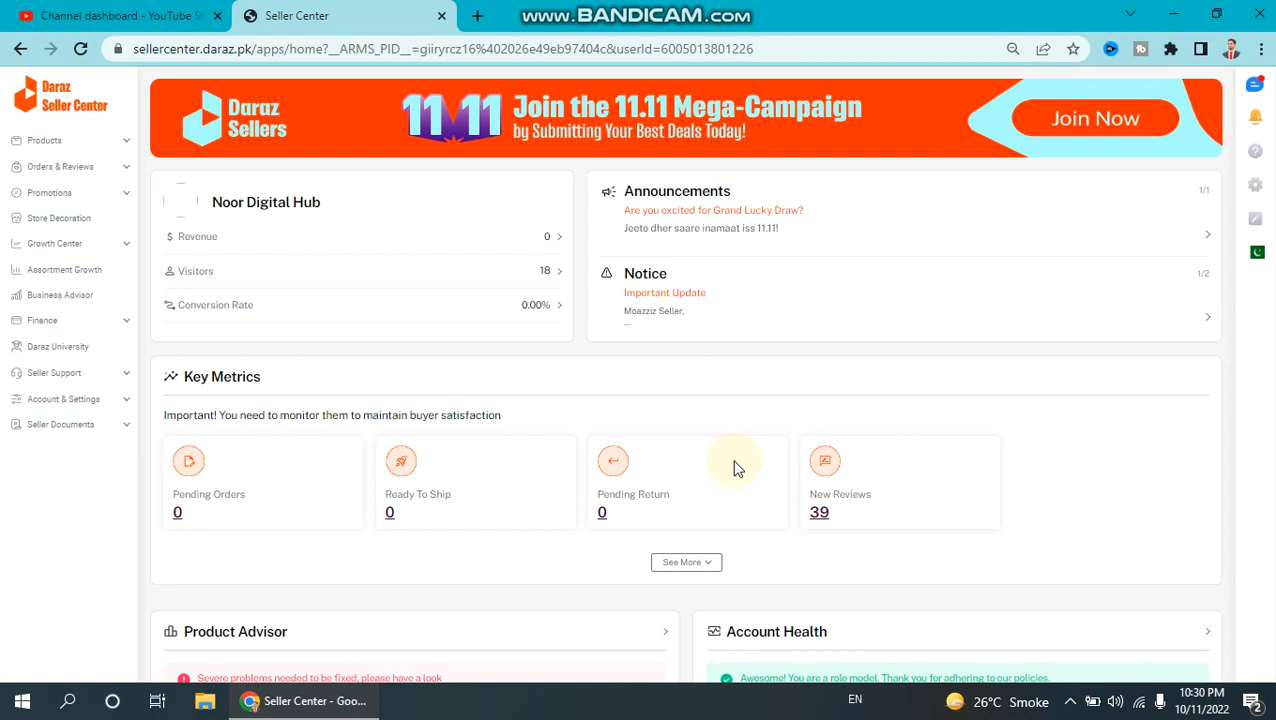 Channel dashboard - YouTube St
Seller Center
www.BANDICAM.com
sellercenter.daraz.pk/apps/home?__ARMS_PID__=giiryrcz16%402026e49eb97404c&userId=6005013801226
Daraz
Seller Center
Products
Orders & Reviews
Promotions
Store Decoration
Growth Center
Assortment Growth
Business Advisor
Finance
Daraz University
Seller Support
Account & Settings
Seller Documents
Daraz
Sellers
11.11
Join the 11.11 Mega-Campaign
by Submitting Your Best Deals Today!
Join Now
Noor Digital Hub
Revenue 0
Visitors 18
Conversion Rate 0.00%
Announcements 1/1
Are you excited for Grand Lucky Draw?
Jeeto dher saare inamaat iss 11.11!
Notice 1/2
Important Update
Moazziz Seller,
...
Key Metrics
Important! You need to monitor them to maintain buyer satisfaction
Pending Orders
0
Ready To Ship
0
Pending Return
0
New Reviews
39
See More
Product Advisor
Severe problems needed to be fixed, please have a look
Account Health
Awesome! You are a role model. Thank you for adhering to our policies.
Seller Center - Goo...
EN
26°C Smoke
10:30 PM
10/11/2022
2